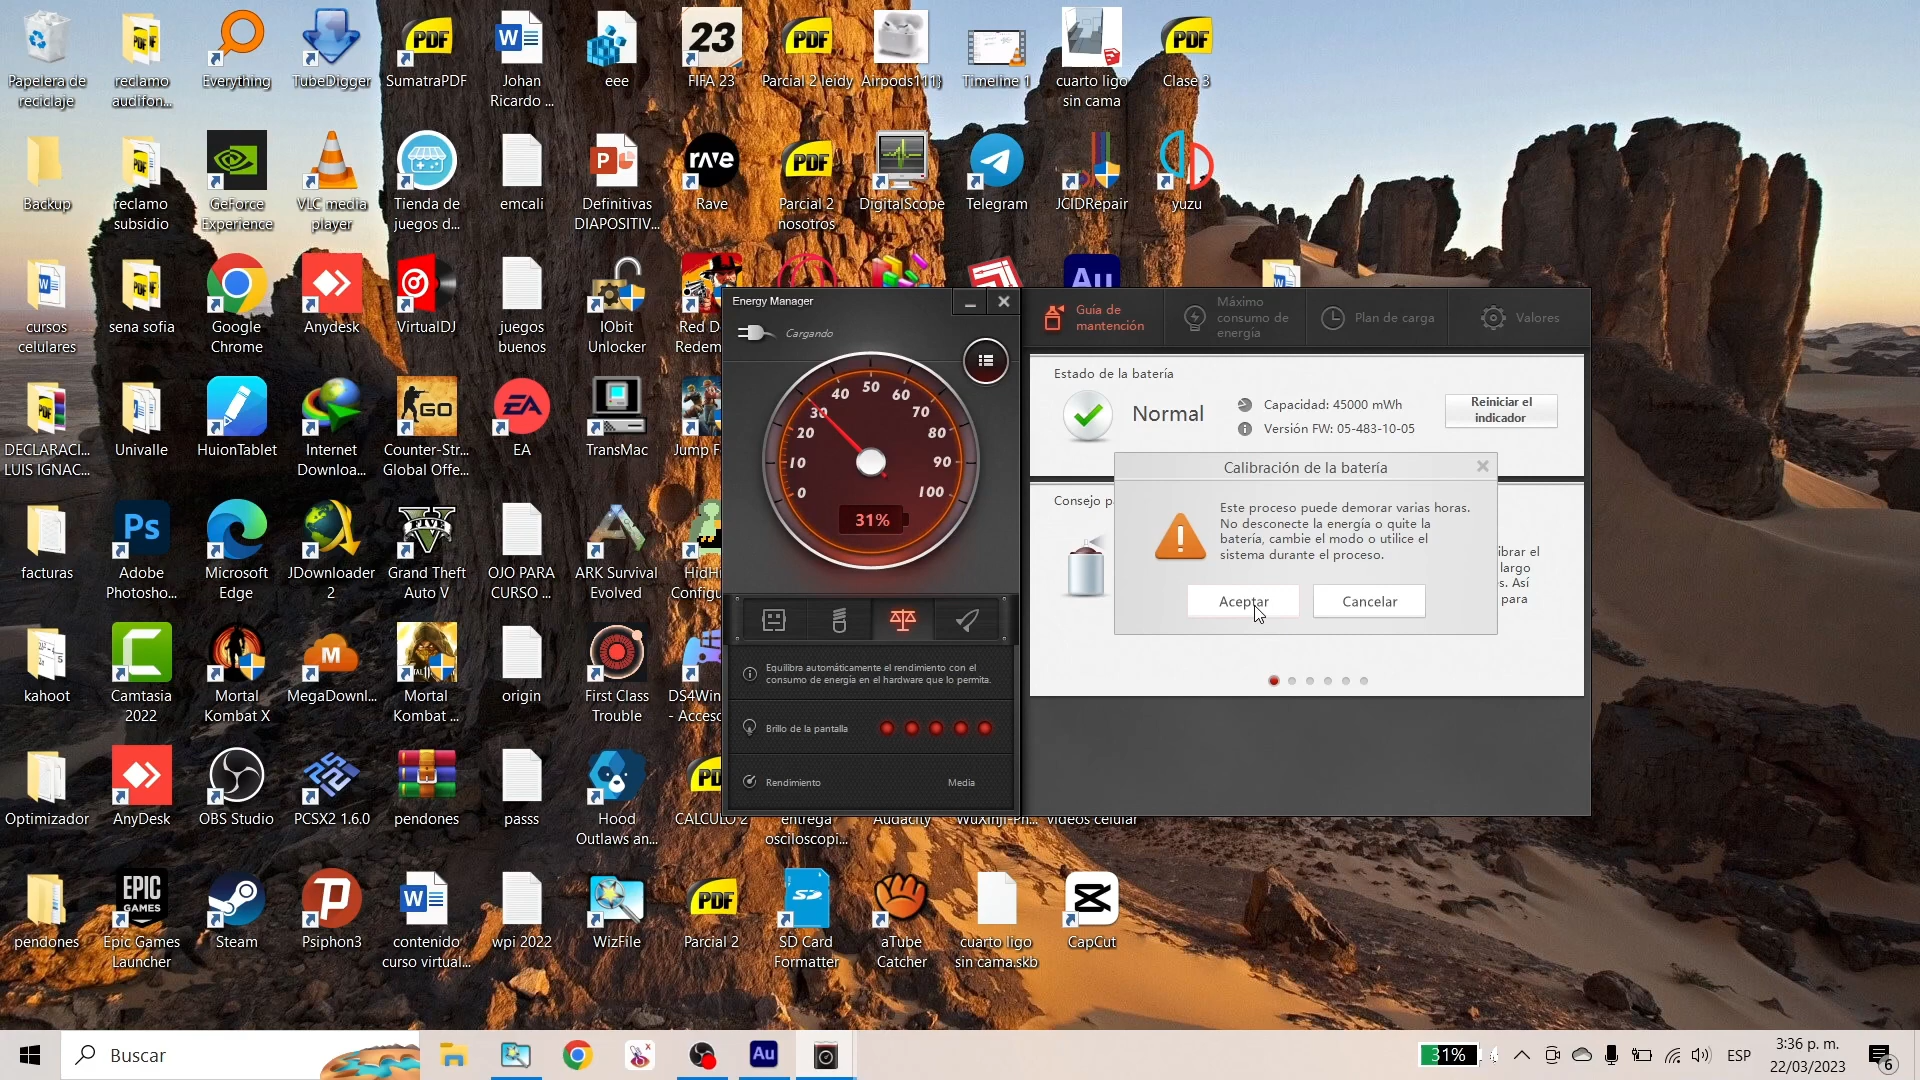 Papelera de
reciclaje
reclamo
audifon...
Everything
TubeDigger
SumatraPDF
Johan
Ricardo ...
eee
FIFA 23
Parcial 2 leidy
Airpods111}
Timeline 1
cuarto ligo
sin cama
Clase 3
Backup
reclamo
subsidio
GeForce
Experience
VLC media
player
Tienda de
juegos d...
emcali
Definitivas
DIAPOSITIV...
Rave
Parcial 2
nosotros
DigitalScope
Telegram
JCIDRepair
yuzu
cursos
celulares
sena sofia
Google
Chrome
Anydesk
VirtualDJ
juegos
buenos
IObit
Unlocker
Red D
Redem
DECLARACI...
LUIS IGNAC...
Univalle
HuionTablet
Internet
Downloa...
Counter-Str...
Global Offe...
EA
TransMac
Jump F
facturas
Adobe
Photosho...
Microsoft
Edge
JDownloader
2
Grand Theft
Auto V
OJO PARA
CURSO ...
ARK Survival
Evolved
HidHi
Configu
kahoot
Camtasia
2022
Mortal
Kombat X
MegaDownl...
Mortal
Kombat ...
origin
First Class
Trouble
DS4Win
- Acceso
Optimizador
AnyDesk
OBS Studio
PCSX2 1.6.0
pendones
passs
Hood
Outlaws an...
CALCULO 2
entrega
osciloscopi...
Audacity
WuXinJi-Ph...
videos celular
pendones
Epic Games
Launcher
Steam
Psiphon3
contenido
curso virtual...
wpi 2022
WizFile
Parcial 2
SD Card
Formatter
aTube
Catcher
cuarto ligo
sin cama.skb
CapCut
Energy Manager
Cargando
0
10
20
30
40
50
60
70
80
90
100
31%
Equilibra automáticamente el rendimiento con el
consumo de energía en el hardware que lo permita.
Brillo de la pantalla
Rendimiento
Media
Guía de
mantención
Máximo
consumo de
energía
Plan de carga
Valores
Estado de la batería
Normal
Capacidad: 45000 mWh
Versión FW: 05-483-10-05
Reiniciar el
indicador
Consejo p
ibrar el
largo
s. Así
para
Calibración de la batería
Este proceso puede demorar varias horas.
No desconecte la energía o quite la
batería, cambie el modo o utilice el
sistema durante el proceso.
Aceptar
Cancelar
Buscar
31%
ESP
3:36 p. m.
22/03/2023
6